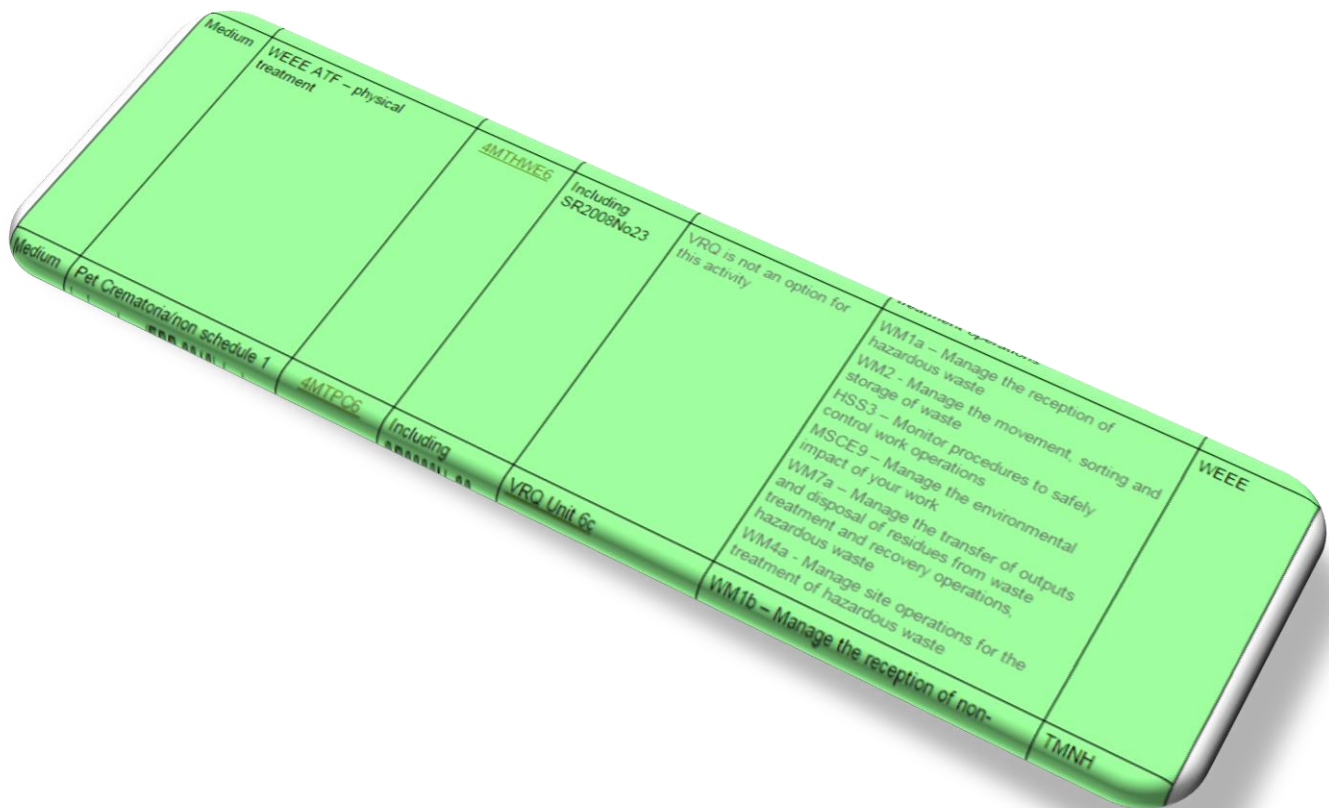 Medium
WEEE ATF – physical
treatment
4MTHWE6
Including
SR2008No23
VRQ is not an option for
this activity
treatment operations
WM1a – Manage the reception of
hazardous waste
WM2 - Manage the movement, sorting and
storage of waste
HSS3 – Monitor procedures to safely
control work operations
MSCE9 – Manage the environmental
impact of your work
WM7a – Manage the transfer of outputs
and disposal of residues from waste
treatment and recovery operations,
hazardous waste
WM4a - Manage site operations for the
treatment of hazardous waste
WEEE
Medium
Pet Crematoria/non schedule 1
4MTPC6
Including
VRQ Unit 6c
WM1b – Manage the reception of non-
TMNH